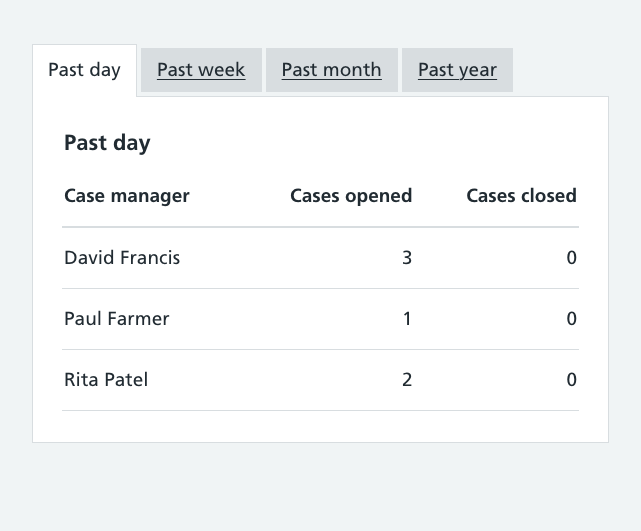 Past day Past week Past month Past year
Past day
Case manager Cases opened Cases closed
David Francis 3 0
Paul Farmer 1 0
Rita Patel 2 0